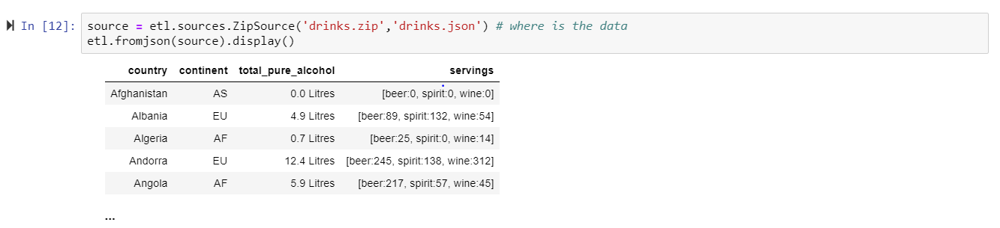 In [12]: source = etl.sources.ZipSource('drinks.zip','drinks.json') # where is the data
etl.fromjson(source).display()
country continent total_pure_alcohol servings
Afghanistan AS 0.0 Litres [beer:0, spirit:0, wine:0]
Albania EU 4.9 Litres [beer:89, spirit:132, wine:54]
Algeria AF 0.7 Litres [beer:25, spirit:0, wine:14]
Andorra EU 12.4 Litres [beer:245, spirit:138, wine:312]
Angola AF 5.9 Litres [beer:217, spirit:57, wine:45]
...